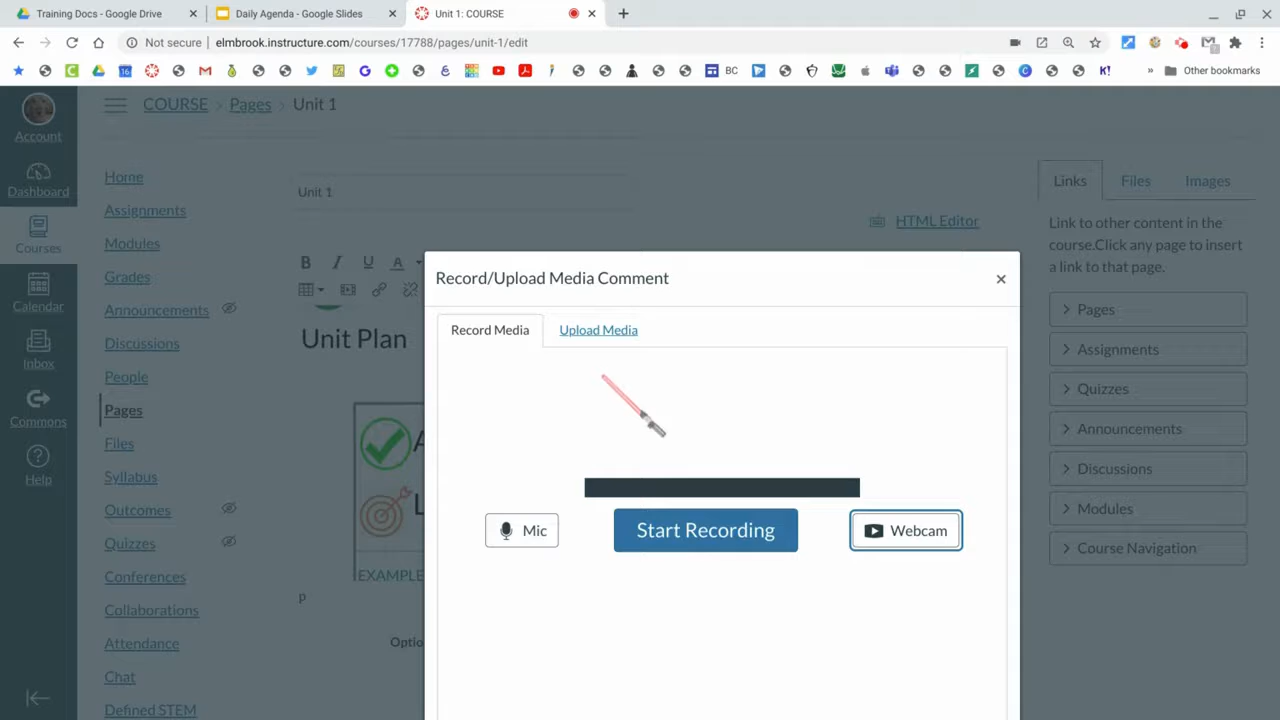 Training Docs - Google Drive
Daily Agenda - Google Slides
Unit 1: COURSE
Not secure | elmbrook.instructure.com/courses/17788/pages/unit-1/edit
BC
Other bookmarks
COURSE > Pages > Unit 1
Account
Dashboard
Courses
Calendar
Inbox
Commons
Help
Home
Assignments
Modules
Grades
Announcements
Discussions
People
Pages
Files
Syllabus
Outcomes
Quizzes
Conferences
Collaborations
Attendance
Chat
Defined STEM
Unit 1
HTML Editor
B I U A
Unit Plan
A
L
EXAMPLE
p
Optio
Record/Upload Media Comment
Record Media
Upload Media
Mic
Start Recording
Webcam
Links
Files
Images
Link to other content in the
course.Click any page to insert
a link to that page.
Pages
Assignments
Quizzes
Announcements
Discussions
Modules
Course Navigation